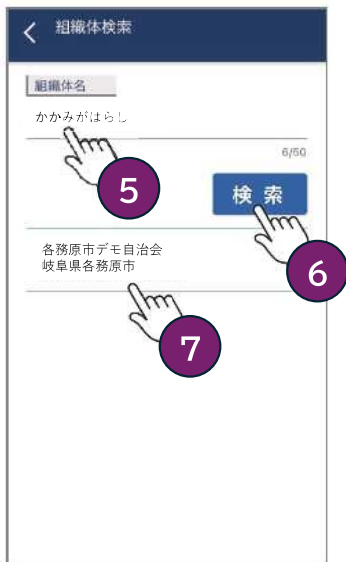 組織体検索
組織体名
かかみがはらし
6/50
5
検 索
6
各務原市デモ自治会
岐阜県各務原市
7